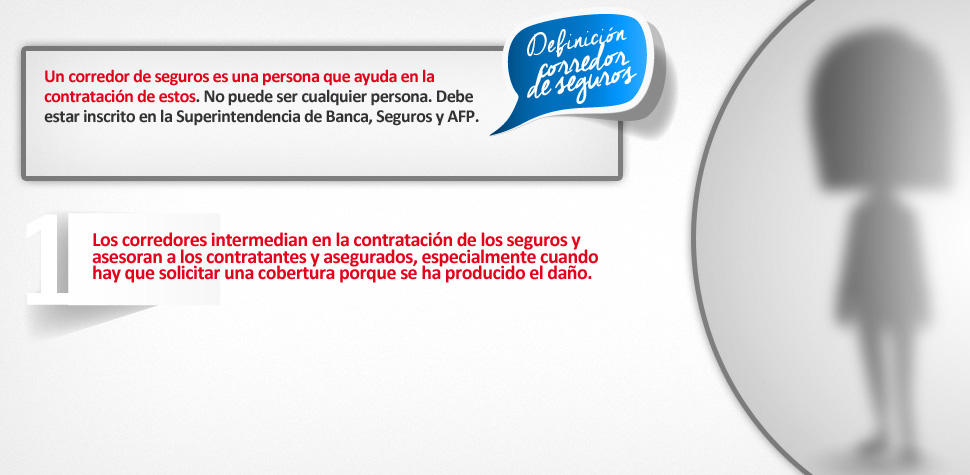 Definición
corredor
de seguros
Un corredor de seguros es una persona que ayuda en la
contratación de estos. No puede ser cualquier persona. Debe
estar inscrito en la Superintendencia de Banca, Seguros y AFP.
1
Los corredores intermedian en la contratación de los seguros y
asesoran a los contratantes y asegurados, especialmente cuando
hay que solicitar una cobertura porque se ha producido el daño.